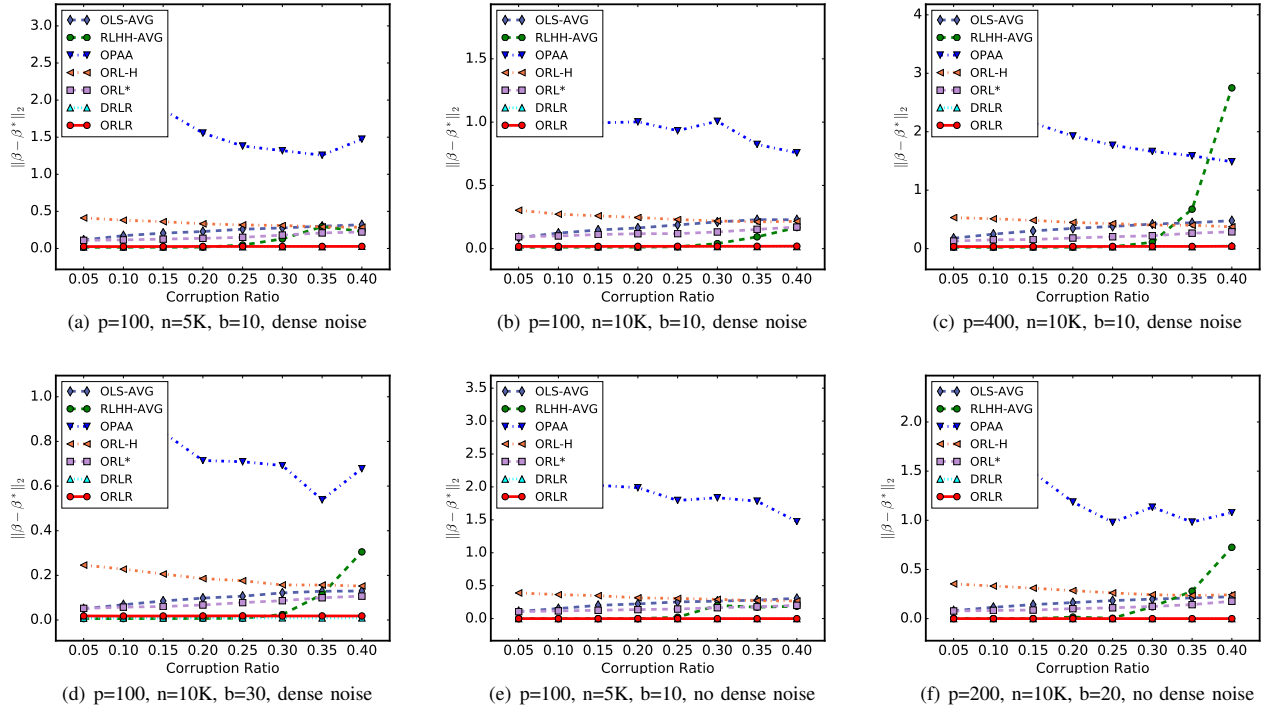 3.0
2.5
2.0
1.5
1.0
0.5
0.0
||β − β*||₂
OLS-AVG
RLHH-AVG
OPAA
ORL-H
ORL*
DRLR
ORLR
0.05 0.10 0.15 0.20 0.25 0.30 0.35 0.40
Corruption Ratio
(a) p=100, n=5K, b=10, dense noise
1.5
1.0
0.5
0.0
||β − β*||₂
OLS-AVG
RLHH-AVG
OPAA
ORL-H
ORL*
DRLR
ORLR
0.05 0.10 0.15 0.20 0.25 0.30 0.35 0.40
Corruption Ratio
(b) p=100, n=10K, b=10, dense noise
4
3
2
1
0
||β − β*||₂
OLS-AVG
RLHH-AVG
OPAA
ORL-H
ORL*
DRLR
ORLR
0.05 0.10 0.15 0.20 0.25 0.30 0.35 0.40
Corruption Ratio
(c) p=400, n=10K, b=10, dense noise
1.0
0.8
0.6
0.4
0.2
0.0
||β − β*||₂
OLS-AVG
RLHH-AVG
OPAA
ORL-H
ORL*
DRLR
ORLR
0.05 0.10 0.15 0.20 0.25 0.30 0.35 0.40
Corruption Ratio
(d) p=100, n=10K, b=30, dense noise
3.5
3.0
2.5
2.0
1.5
1.0
0.5
0.0
||β − β*||₂
OLS-AVG
RLHH-AVG
OPAA
ORL-H
ORL*
DRLR
ORLR
0.05 0.10 0.15 0.20 0.25 0.30 0.35 0.40
Corruption Ratio
(e) p=100, n=5K, b=10, no dense noise
2.0
1.5
1.0
0.5
0.0
||β − β*||₂
OLS-AVG
RLHH-AVG
OPAA
ORL-H
ORL*
DRLR
ORLR
0.05 0.10 0.15 0.20 0.25 0.30 0.35 0.40
Corruption Ratio
(f) p=200, n=10K, b=20, no dense noise